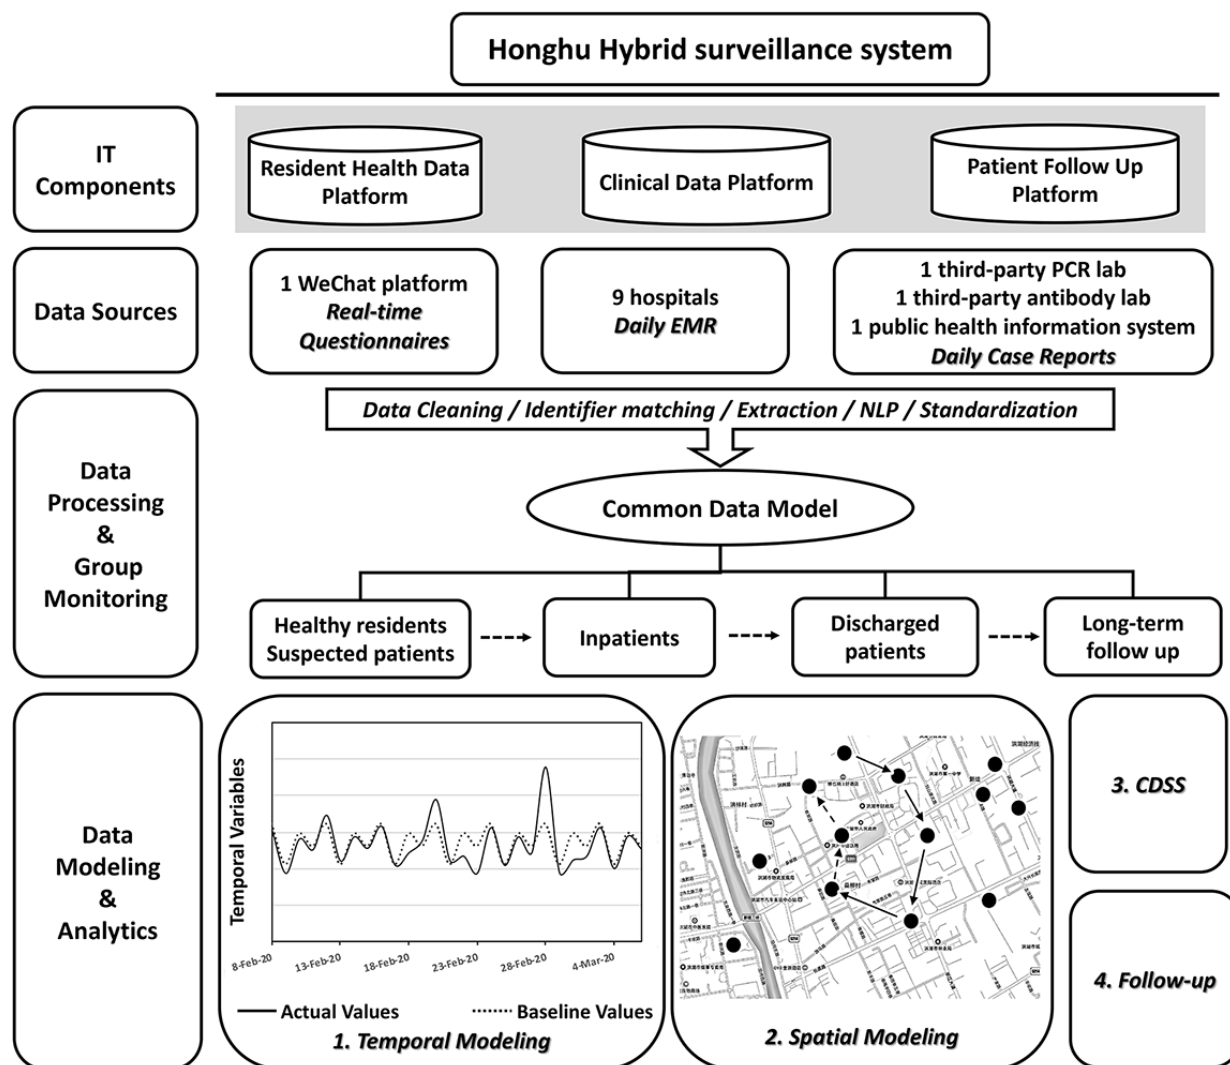 Honghu Hybrid surveillance system
IT
Components
Resident Health Data
Platform
Clinical Data Platform
Patient Follow Up
Platform
Data Sources
1 WeChat platform
Real-time
Questionnaires
9 hospitals
Daily EMR
1 third-party PCR lab
1 third-party antibody lab
1 public health information system
Daily Case Reports
Data
Processing
&
Group
Monitoring
Data Cleaning / Identifier matching / Extraction / NLP / Standardization
Common Data Model
Healthy residents
Suspected patients
Inpatients
Discharged
patients
Long-term
follow up
Data
Modeling
&
Analytics
Temporal Variables
8-Feb-20
13-Feb-20
18-Feb-20
23-Feb-20
28-Feb-20
4-Mar-20
Actual Values
Baseline Values
1. Temporal Modeling
2. Spatial Modeling
3. CDSS
4. Follow-up